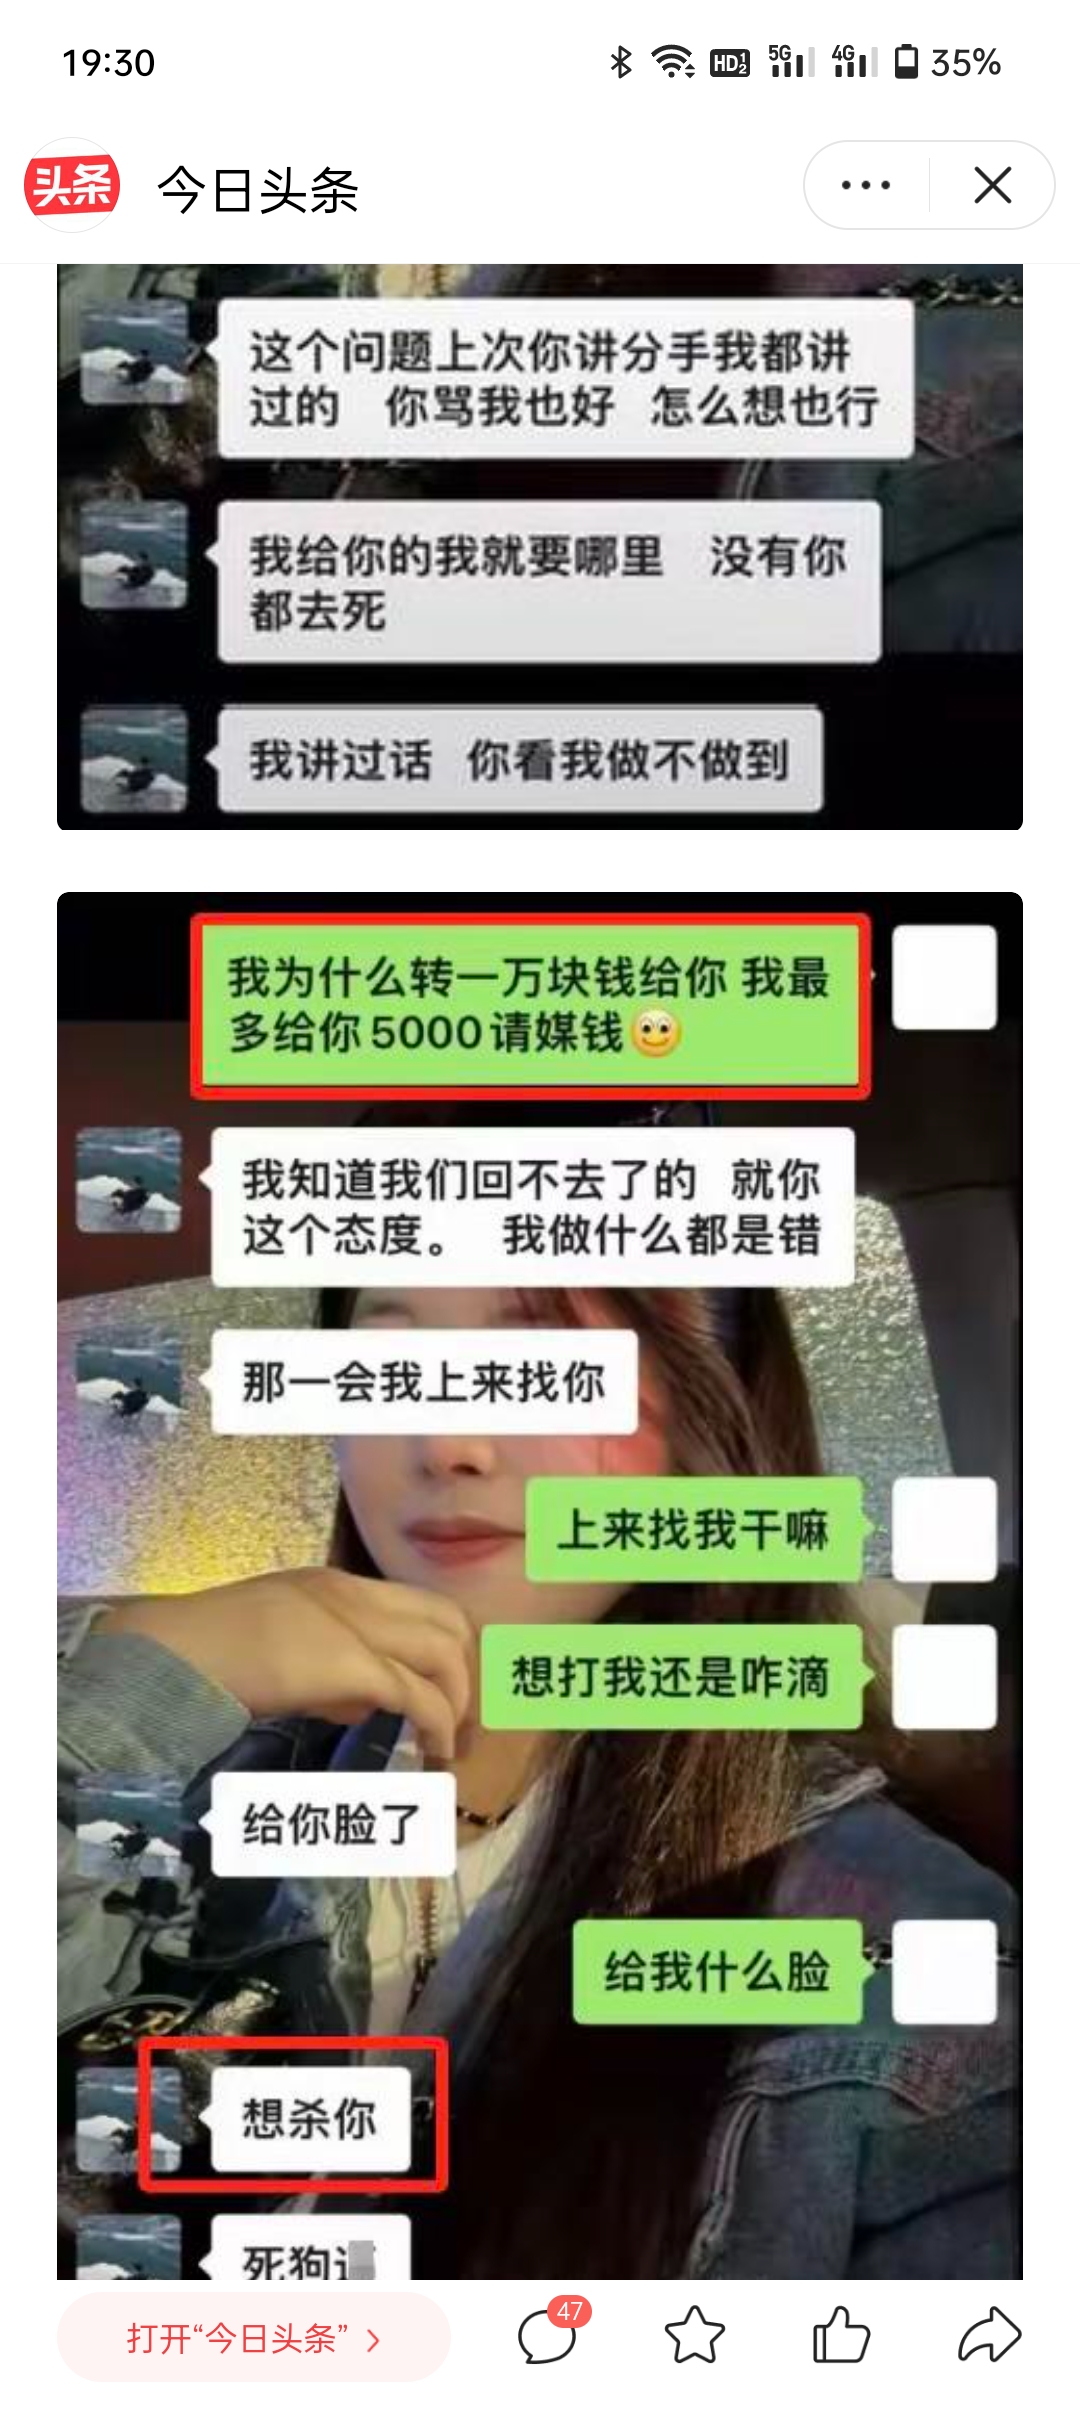 19:30
HD 1 2
5G
4G
35%
头条
今日头条
这个问题上次你讲分手我都讲
过的 你骂我也好 怎么想也行
我给你的我就要哪里 没有你
都去死
我讲过话 你看我做不做到
我为什么转一万块钱给你 我最
多给你5000请媒钱
我知道我们回不去了的 就你
这个态度。 我做什么都是错
那一会我上来找你
上来找我干嘛
想打我还是咋滴
给你脸了
给我什么脸
想杀你
死狗
打开“今日头条” >
47